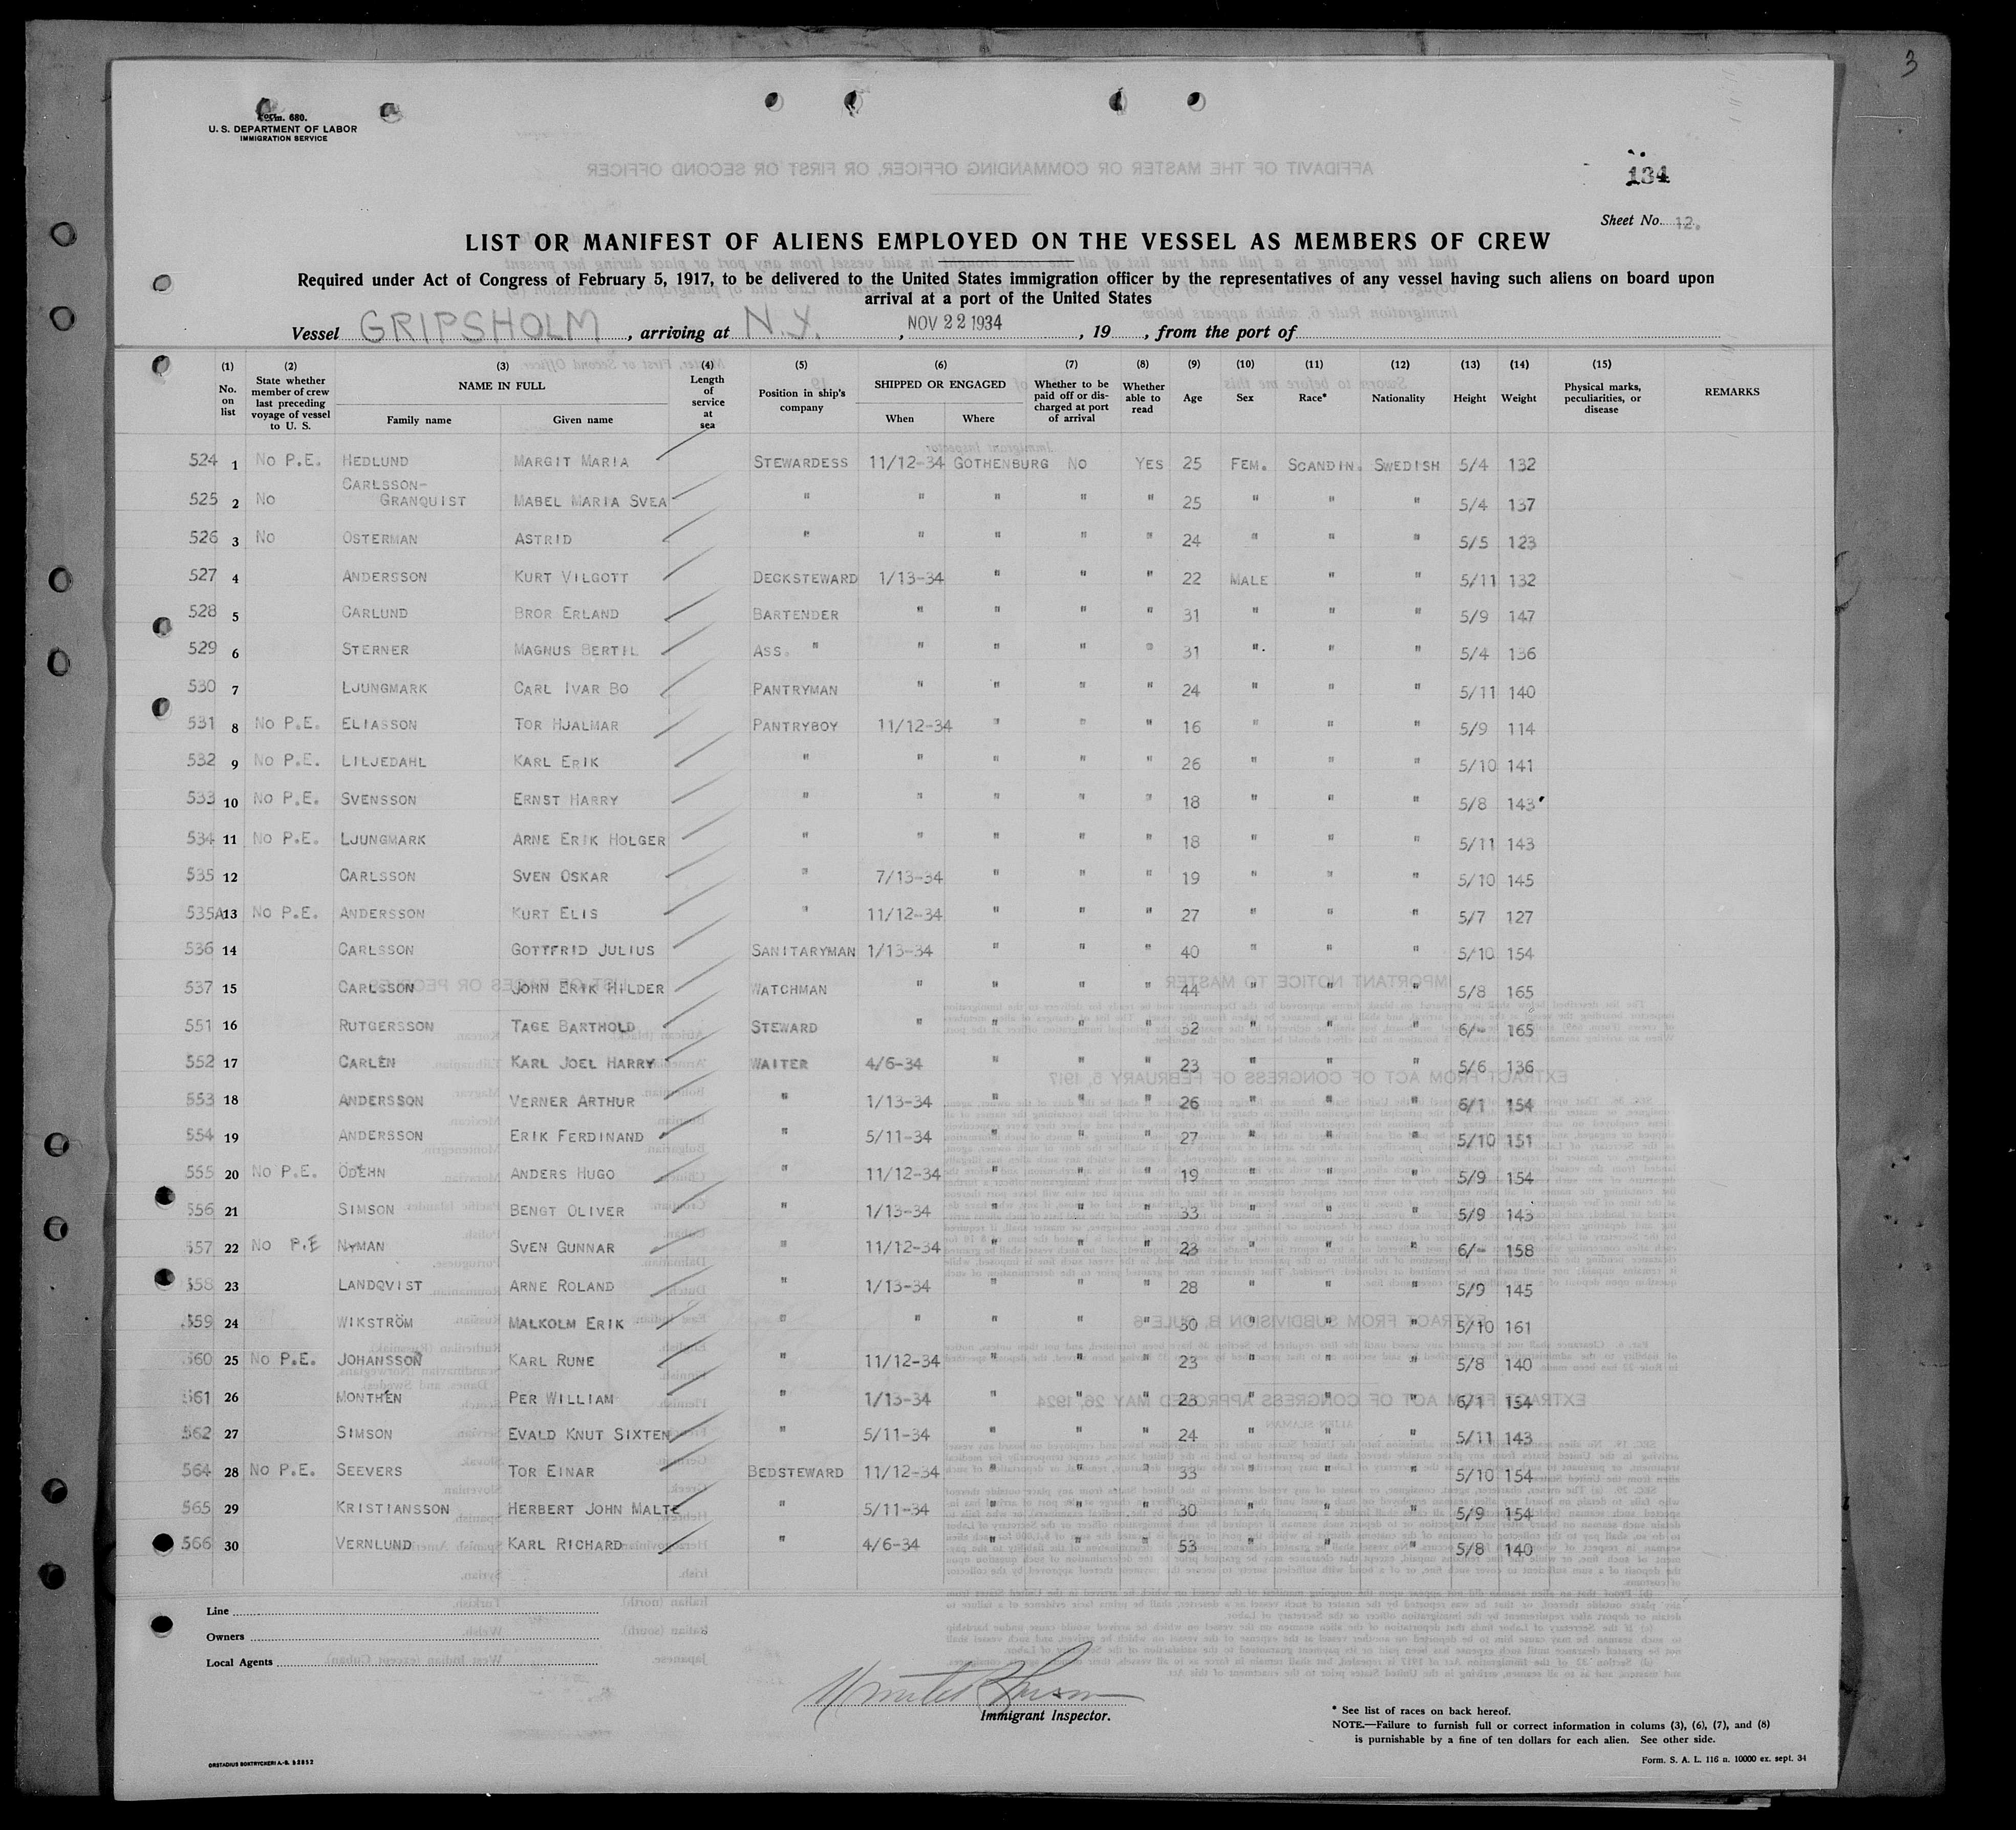 3
Form. 680.
U. S. DEPARTMENT OF LABOR
IMMIGRATION SERVICE
134
Sheet No. 12.
LIST OR MANIFEST OF ALIENS EMPLOYED ON THE VESSEL AS MEMBERS OF CREW
Required under Act of Congress of February 5, 1917, to be delivered to the United States immigration officer by the representatives of any vessel having such aliens on board upon
arrival at a port of the United States
Vessel GRIPSHOLM, arriving at N.Y., NOV 22 1934, 19, from the port of
(1) No. on list (2) State whether member of crew last preceding voyage of vessel to U. S. (3) NAME IN FULL Family name Given name (4) Length of service at sea (5) Position in ship's company (6) SHIPPED OR ENGAGED When Where (7) Whether to be paid off or discharged at port of arrival (8) Whether able to read (9) Age (10) Sex (11) Race* (12) Nationality (13) Height (14) Weight (15) Physical marks, peculiarities, or disease REMARKS
524 1 No P.E. HEDLUND MARGIT MARIA STEWARDESS 11/12-34 GOTHENBURG No YES 25 FEM. SCANDIN. SWEDISH 5/4 132
525 2 No CARLSSON-GRANQUIST MABEL MARIA SVEA " " " " " 25 " " " 5/4 137
526 3 No OSTERMAN ASTRID " " " " " 24 " " " 5/5 123
527 4 ANDERSSON KURT VILGOTT DECKSTEWARD 1/13-34 " " " 22 MALE " " 5/11 132
528 5 CARLUND BROR ERLAND BARTENDER " " " " 31 " " " 5/9 147
529 6 STERNER MAGNUS BERTIL ASS. " " " " " 31 " " " 5/4 136
530 7 LJUNGMARK CARL IVAR BO PANTRYMAN " " " " 24 " " " 5/11 140
531 8 No P.E. ELIASSON TOR HJALMAR PANTRYBOY 11/12-34 " " " 16 " " " 5/9 114
532 9 No P.E. LILJEDAHL KARL ERIK " " " " " 26 " " " 5/10 141
533 10 No P.E. SVENSSON ERNST HARRY " " " " " 18 " " " 5/8 143
534 11 No P.E. LJUNGMARK ARNE ERIK HOLGER " " " " " 18 " " " 5/11 143
535 12 CARLSSON SVEN OSKAR " 7/13-34 " " " 19 " " " 5/10 145
535A 13 No P.E. ANDERSSON KURT ELIS " 11/12-34 " " " 27 " " " 5/7 127
536 14 CARLSSON GOTTFRID JULIUS SANITARYMAN 1/13-34 " " " 40 " " " 5/10 154
537 15 CARLSSON JOHN ERIK HILDER WATCHMAN " " " " 44 " " " 5/8 165
551 16 RUTGERSSON TAGE BARTHOLD STEWARD " " " " 32 " " " 6/- 165
552 17 CARLÉN KARL JOEL HARRY WAITER 4/6-34 " " " 23 " " " 5/6 136
553 18 ANDERSSON VERNER ARTHUR " 1/13-34 " " " 26 " " " 6/1 154
554 19 ANDERSSON ERIK FERDINAND " 5/11-34 " " " 27 " " " 5/10 151
555 20 No P.E. ÖDEHN ANDERS HUGO " 11/12-34 " " " 19 " " " 5/9 154
556 21 SIMSON BENGT OLIVER " 1/13-34 " " " 33 " " " 5/9 143
557 22 No P.E NYMAN SVEN GUNNAR " 11/12-34 " " " 23 " " " 6/- 158
558 23 LANDQVIST ARNE ROLAND " 1/13-34 " " " 28 " " " 5/9 145
559 24 WIKSTRÖM MALKOLM ERIK " " " " " 30 " " " 5/10 161
560 25 No P.E. JOHANSSON KARL RUNE " 11/12-34 " " " 23 " " " 5/8 140
561 26 MONTHÉN PER WILLIAM " 1/13-34 " " " 23 " " " 6/1 154
562 27 SIMSON EVALD KNUT SIXTEN " 5/11-34 " " " 24 " " " 5/11 143
564 28 No P.E. SEEVERS TOR EINAR BEDSTEWARD 11/12-34 " " " 33 " " " 5/10 154
565 29 KRISTIANSSON HERBERT JOHN MALTE " 5/11-34 " " " 30 " " " 5/9 154
566 30 VERNLUND KARL RICHARD " 4/6-34 " " " 53 " " " 5/8 140
Line
Owners
Local Agents
Immigrant Inspector.
* See list of races on back hereof.
NOTE.—Failure to furnish full or correct information in colums (3), (6), (7), and (8)
is purnishable by a fine of ten dollars for each alien. See other side.
ORSTADIUS BOKTRYCKERI A.-B. 32852
Form. S. A. L. 116 n. 10000 ex. sept. 34